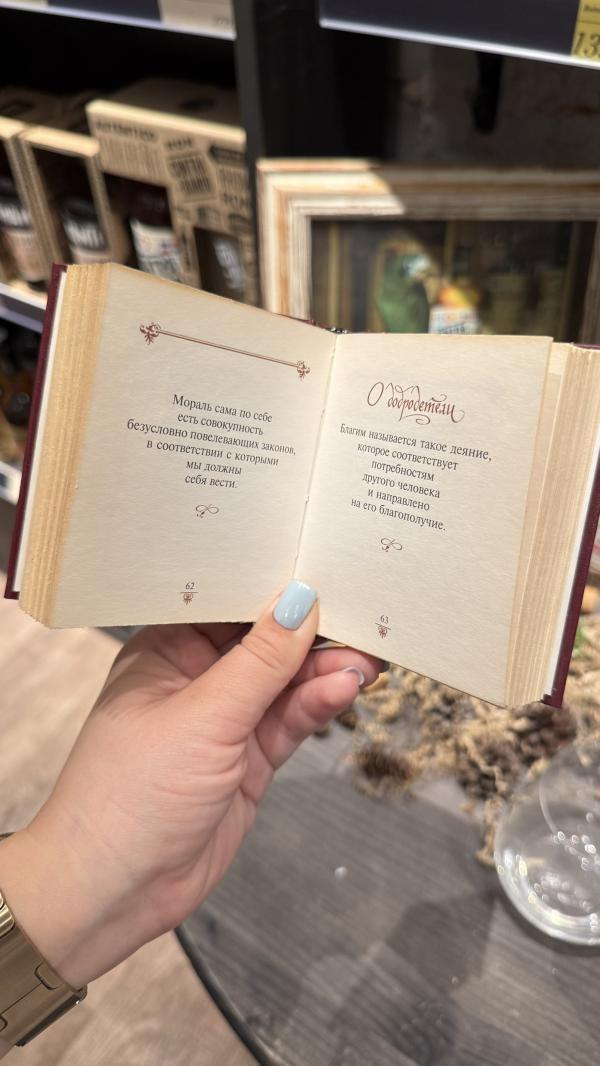 Мораль сама по себе
есть совокупность
безусловно повелевающих законов,
в соответствии с которыми
мы должны
себя вести.
62
О добродетели
Благим называется такое деяние,
которое соответствует
потребностям
другого человека
и направлено
на его благополучие.
63